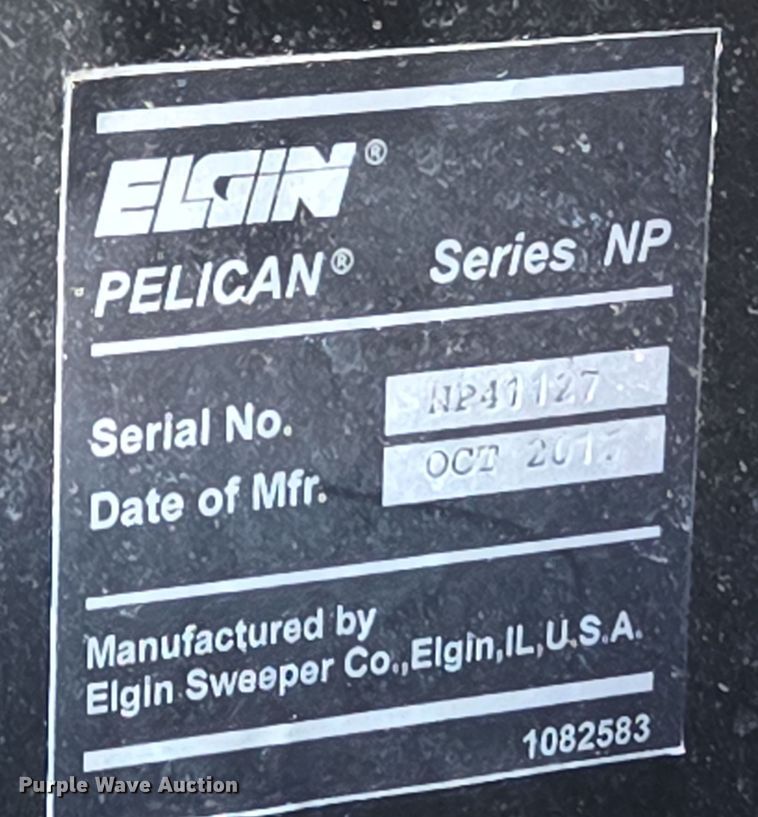 ELGIN®
PELICAN® Series NP
Serial No. NP41127
Date of Mfr. OCT
Manufactured by
Elgin Sweeper Co.,Elgin,IL,U.S.A.
1082583
Purple Wave Auction